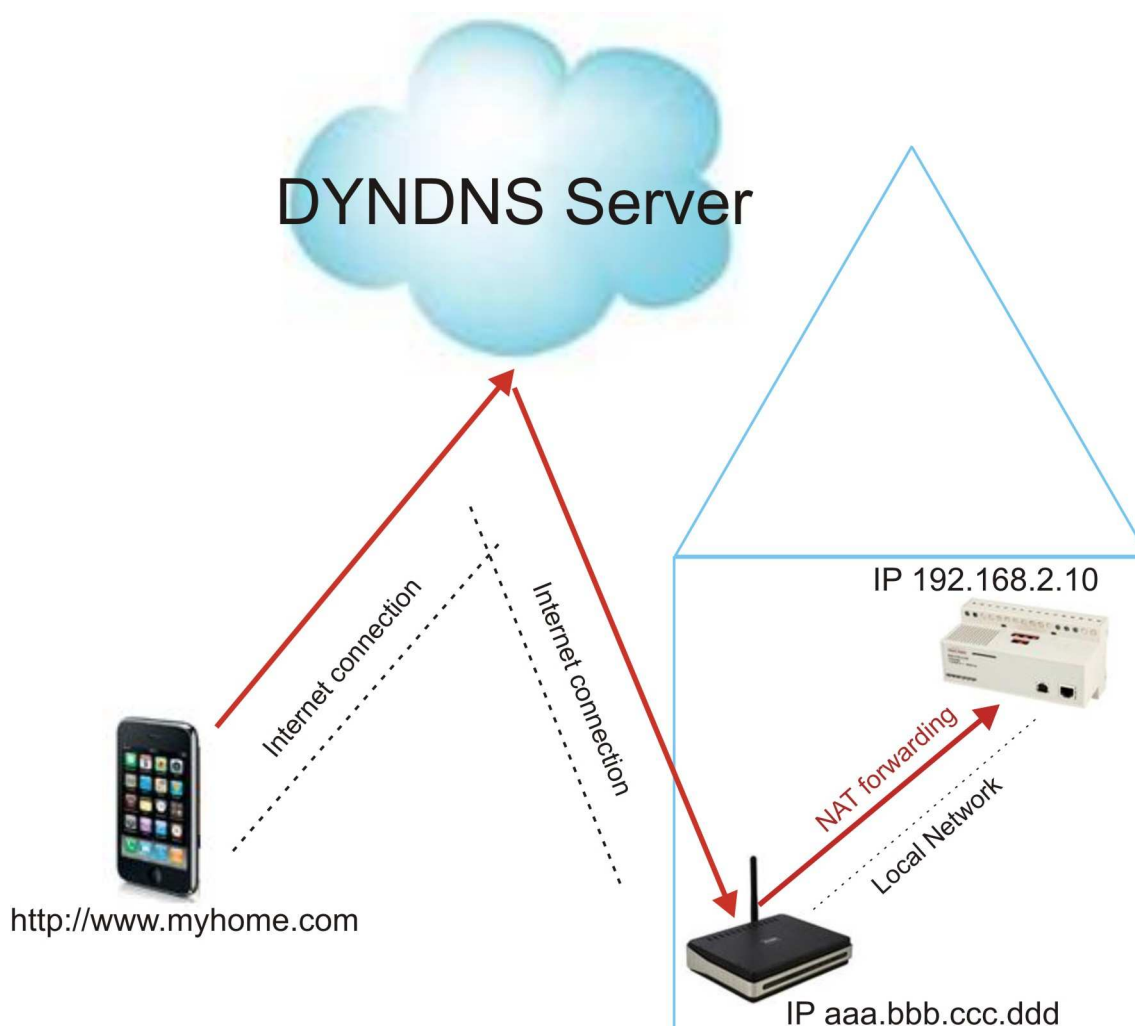 DYNDNS Server
IP 192.168.2.10
Internet connection
Internet connection
NAT forwarding
Local Network
http://www.myhome.com
IP aaa.bbb.ccc.ddd